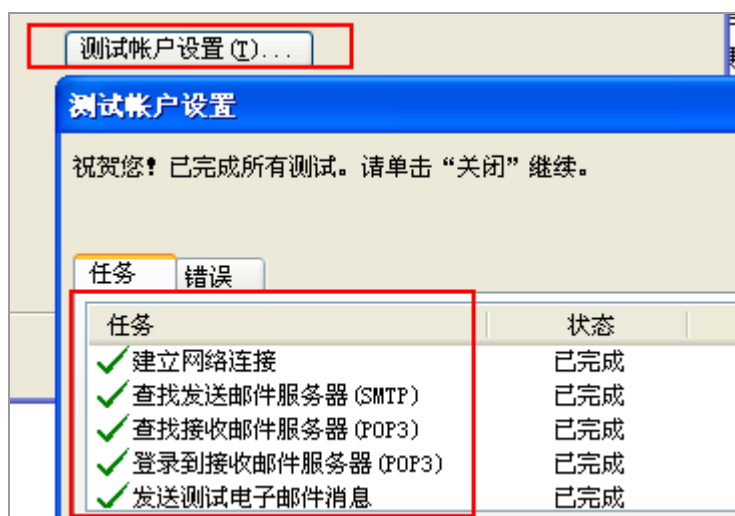 测试帐户设置(T)...
测试帐户设置
祝贺您！已完成所有测试。请单击“关闭”继续。
任务 错误
任务 状态
建立网络连接 已完成
查找发送邮件服务器(SMTP) 已完成
查找接收邮件服务器(POP3) 已完成
登录到接收邮件服务器(POP3) 已完成
发送测试电子邮件消息 已完成